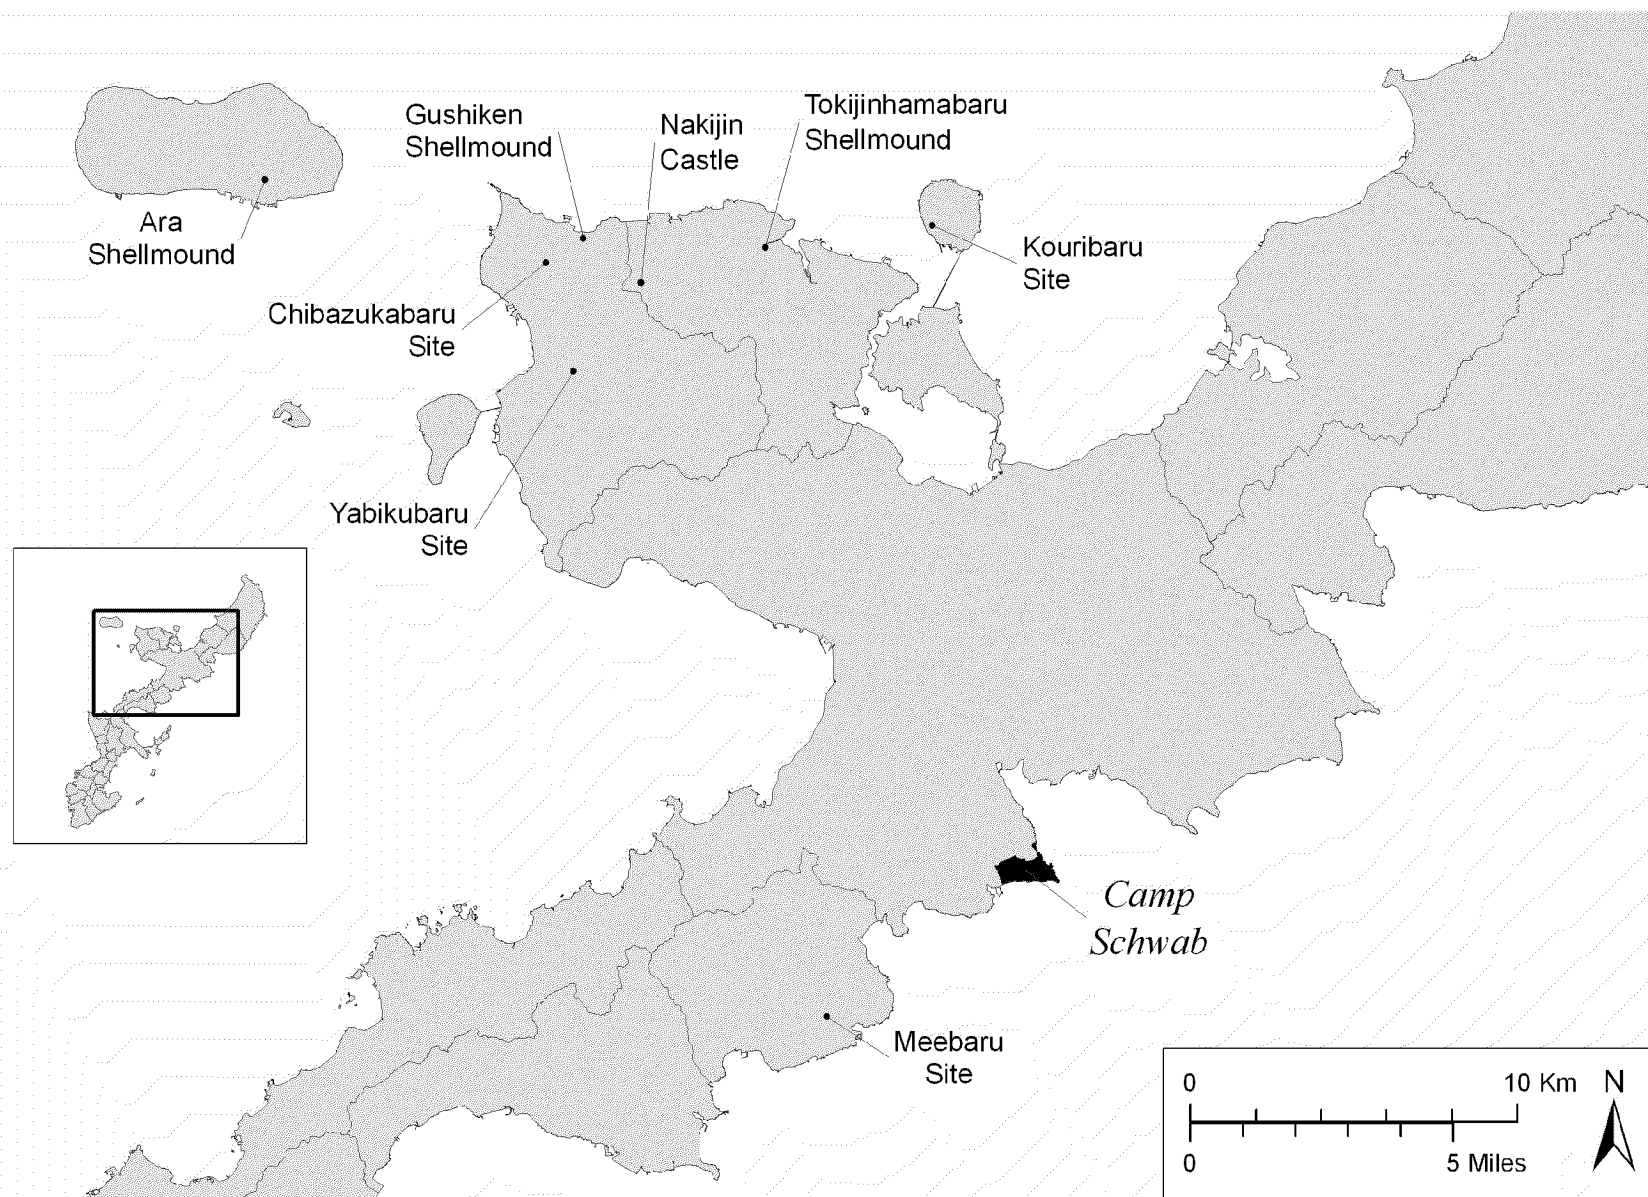 Gushiken
Shellmound
Nakijin
Castle
Tokijinhamabaru
Shellmound
Ara
Shellmound
Kouribaru
Site
Chibazukabaru
Site
Yabikubaru
Site
Camp
Schwab
Meebaru
Site
0 10 Km N
0 5 Miles